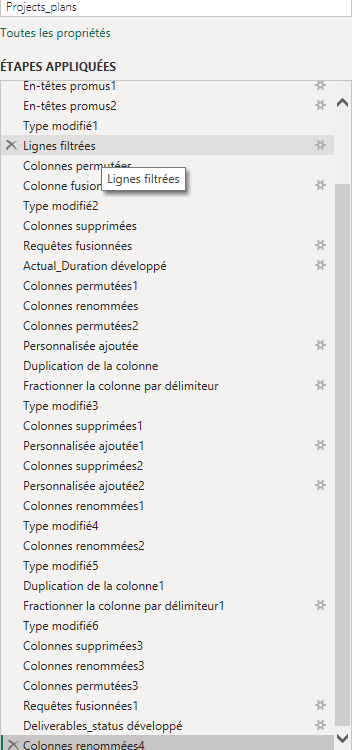 Projects_plans
Toutes les propriétés
ÉTAPES APPLIQUÉES
En-têtes promus1
En-têtes promus2
Type modifié1
Lignes filtrées
Colonnes permutées
Lignes filtrées
Colonne fusion
Type modifié2
Colonnes supprimées
Requêtes fusionnées
Actual_Duration développé
Colonnes permutées1
Colonnes renommées
Colonnes permutées2
Personnalisée ajoutée
Duplication de la colonne
Fractionner la colonne par délimiteur
Type modifié3
Colonnes supprimées1
Personnalisée ajoutée1
Colonnes supprimées2
Personnalisée ajoutée2
Colonnes renommées1
Type modifié4
Colonnes renommées2
Type modifié5
Duplication de la colonne1
Fractionner la colonne par délimiteur1
Type modifié6
Colonnes supprimées3
Colonnes renommées3
Colonnes permutées3
Requêtes fusionnées1
Deliverables_status développé
Colonnes renommées4